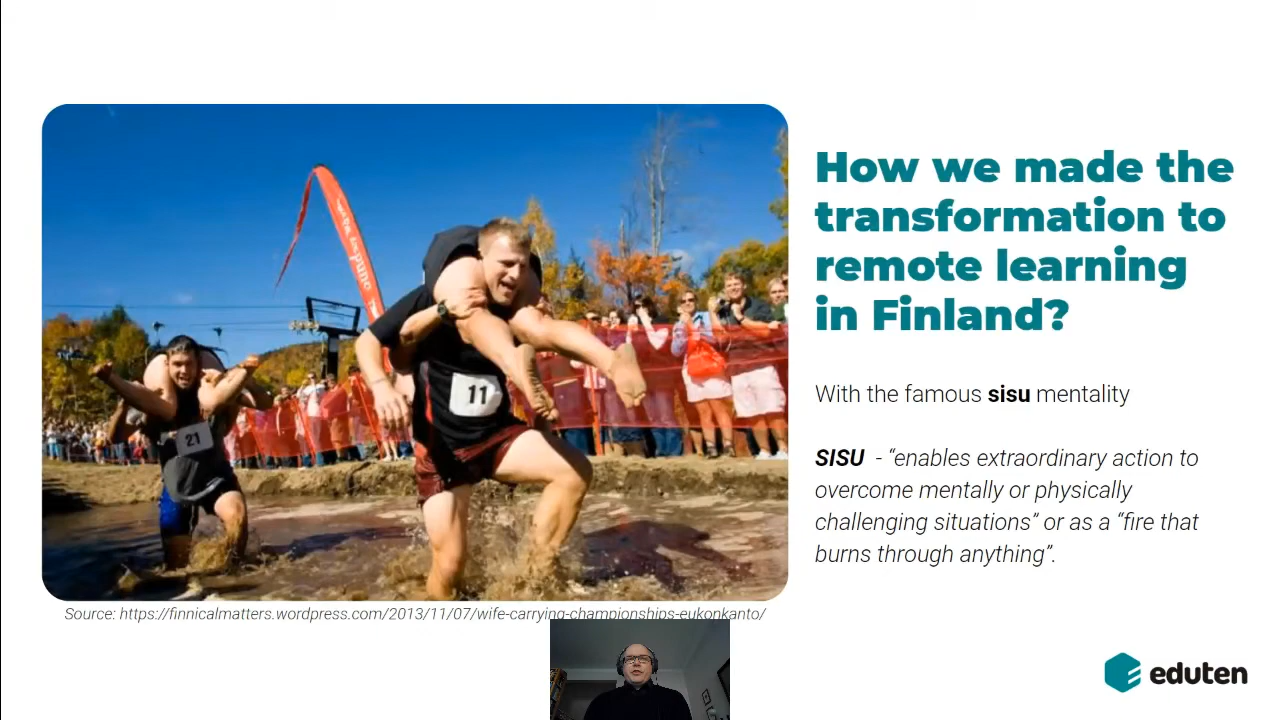 How we made the
transformation to
remote learning
in Finland?
With the famous sisu mentality
SISU - “enables extraordinary action to
overcome mentally or physically
challenging situations” or as a “fire that
burns through anything”.
11
21
Source: https://finnicalmatters.wordpress.com/2013/11/07/wife-carrying-championships-eukonkanto/
eduten